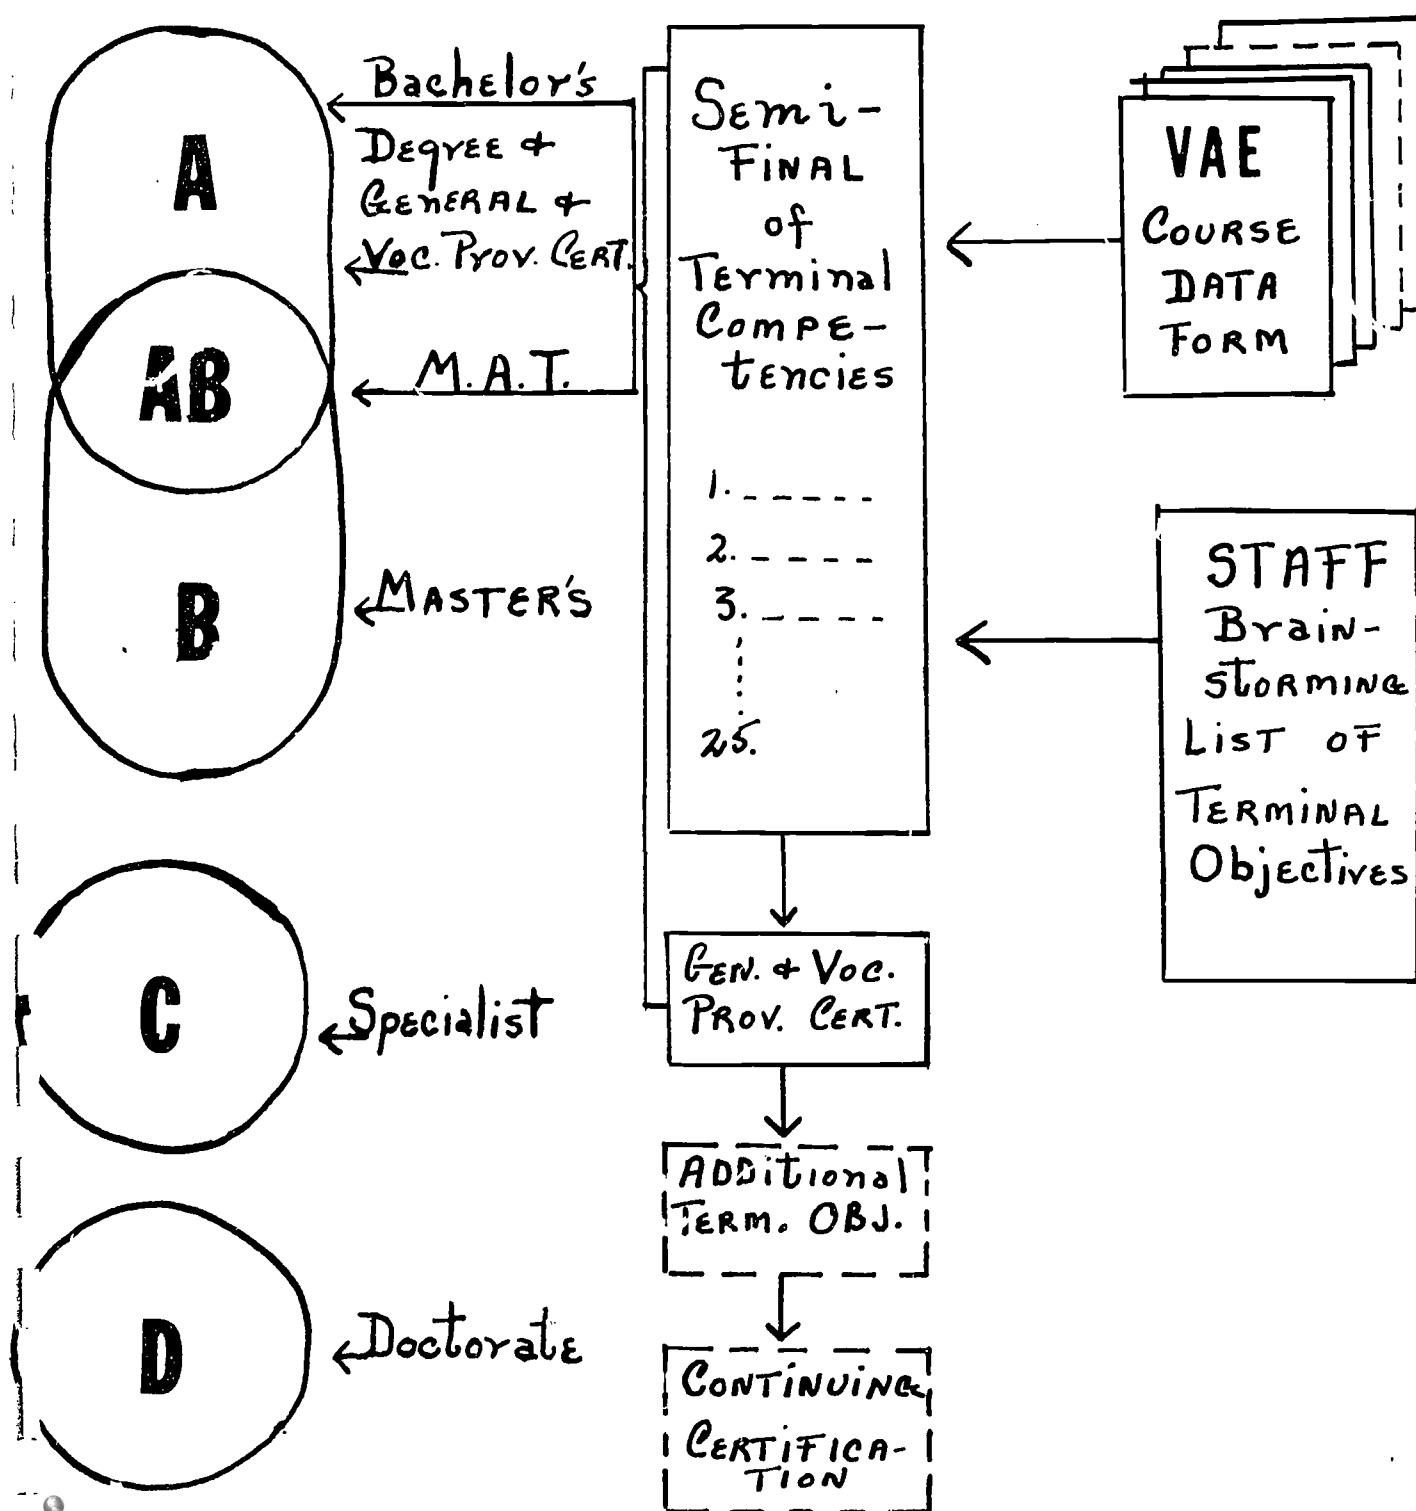 A
AB
B
C
D
Bachelor's
Degree &
General &
Voc. Prov. Cert.
M.A.T.
Master's
Specialist
Doctorate
Semi-
Final
of
Terminal
Compe-
tencies
1. _ _ _ _ _
2. _ _ _ _ _
3. _ _ _ _ _
25.
Gen. & Voc.
Prov. Cert.
Additional
Term. Obj.
Continuing
Certifica-
tion
VAE
Course
Data
Form
STAFF
Brain-
storming
List of
Terminal
Objectives